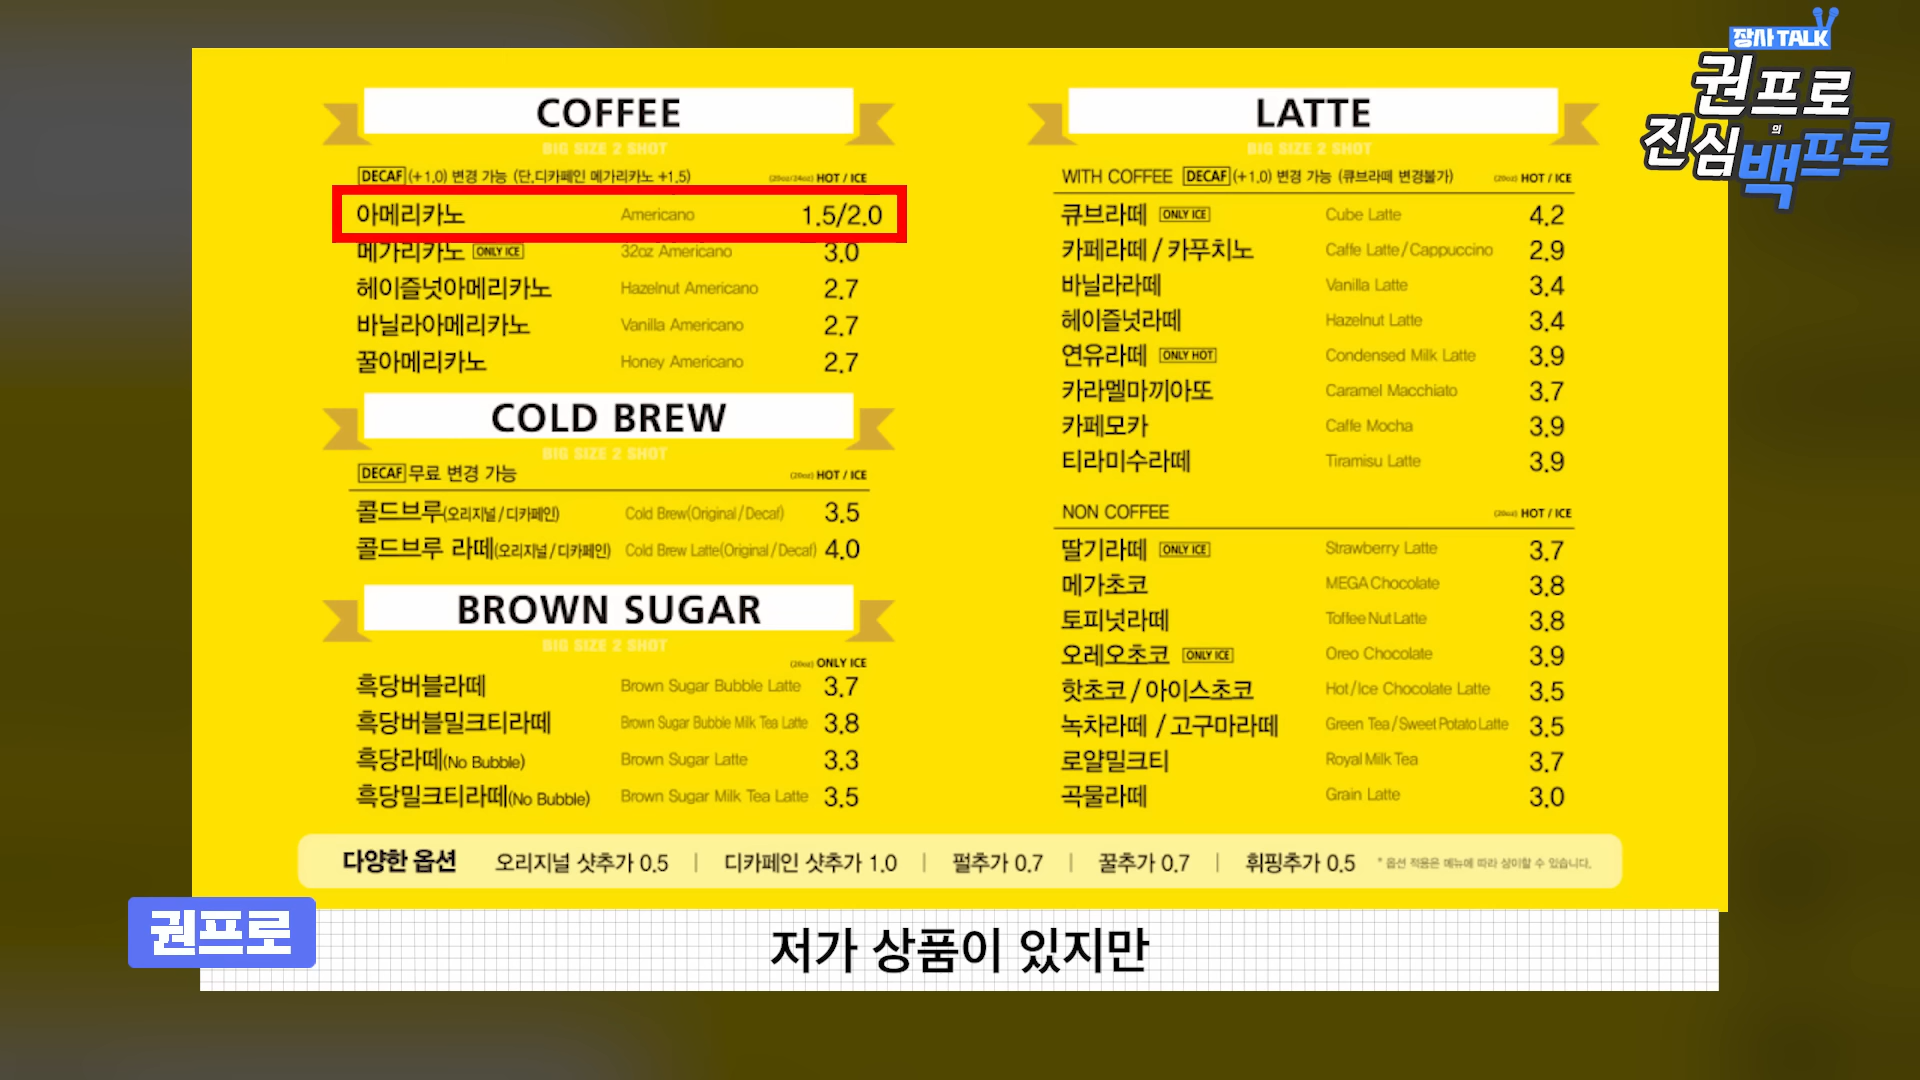 장사 TALK
권프로
진심의백프로
COFFEE
BIG SIZE 2 SHOT
DECAF (+1.0) 변경 가능 (단.디카페인 메가리카노 +1.5) (20oz/24oz) HOT / ICE
아메리카노 Americano 1.5/2.0
메가리카노 ONLY ICE 32oz Americano 3.0
헤이즐넛아메리카노 Hazelnut Americano 2.7
바닐라아메리카노 Vanilla Americano 2.7
꿀아메리카노 Honey Americano 2.7
COLD BREW
BIG SIZE 2 SHOT
DECAF 무료 변경 가능 (20oz) HOT / ICE
콜드브루(오리지널/디카페인) Cold Brew(Original/Decaf) 3.5
콜드브루 라떼(오리지널/디카페인) Cold Brew Latte(Original/Decaf) 4.0
BROWN SUGAR
BIG SIZE 2 SHOT
(20oz) ONLY ICE
흑당버블라떼 Brown Sugar Bubble Latte 3.7
흑당버블밀크티라떼 Brown Sugar Bubble Milk Tea Latte 3.8
흑당라떼(No Bubble) Brown Sugar Latte 3.3
흑당밀크티라떼(No Bubble) Brown Sugar Milk Tea Latte 3.5
LATTE
BIG SIZE 2 SHOT
WITH COFFEE DECAF (+1.0) 변경 가능 (큐브라떼 변경불가) (20oz) HOT / ICE
큐브라떼 ONLY ICE Cube Latte 4.2
카페라떼 / 카푸치노 Caffe Latte/Cappuccino 2.9
바닐라라떼 Vanilla Latte 3.4
헤이즐넛라떼 Hazelnut Latte 3.4
연유라떼 ONLY HOT Condensed Milk Latte 3.9
카라멜마끼아또 Caramel Macchiato 3.7
카페모카 Caffe Mocha 3.9
티라미수라떼 Tiramisu Latte 3.9
NON COFFEE (20oz) HOT / ICE
딸기라떼 ONLY ICE Strawberry Latte 3.7
메가초코 MEGA Chocolate 3.8
토피넛라떼 Toffee Nut Latte 3.8
오레오초코 ONLY ICE Oreo Chocolate 3.9
핫초코 / 아이스초코 Hot/Ice Chocolate Latte 3.5
녹차라떼 / 고구마라떼 Green Tea/Sweet Potato Latte 3.5
로얄밀크티 Royal Milk Tea 3.7
곡물라떼 Grain Latte 3.0
다양한 옵션 오리지널 샷추가 0.5 | 디카페인 샷추가 1.0 | 펄추가 0.7 | 꿀추가 0.7 | 휘핑추가 0.5 * 옵션 적용은 메뉴에 따라 상이할 수 있습니다.
권프로
저가 상품이 있지만